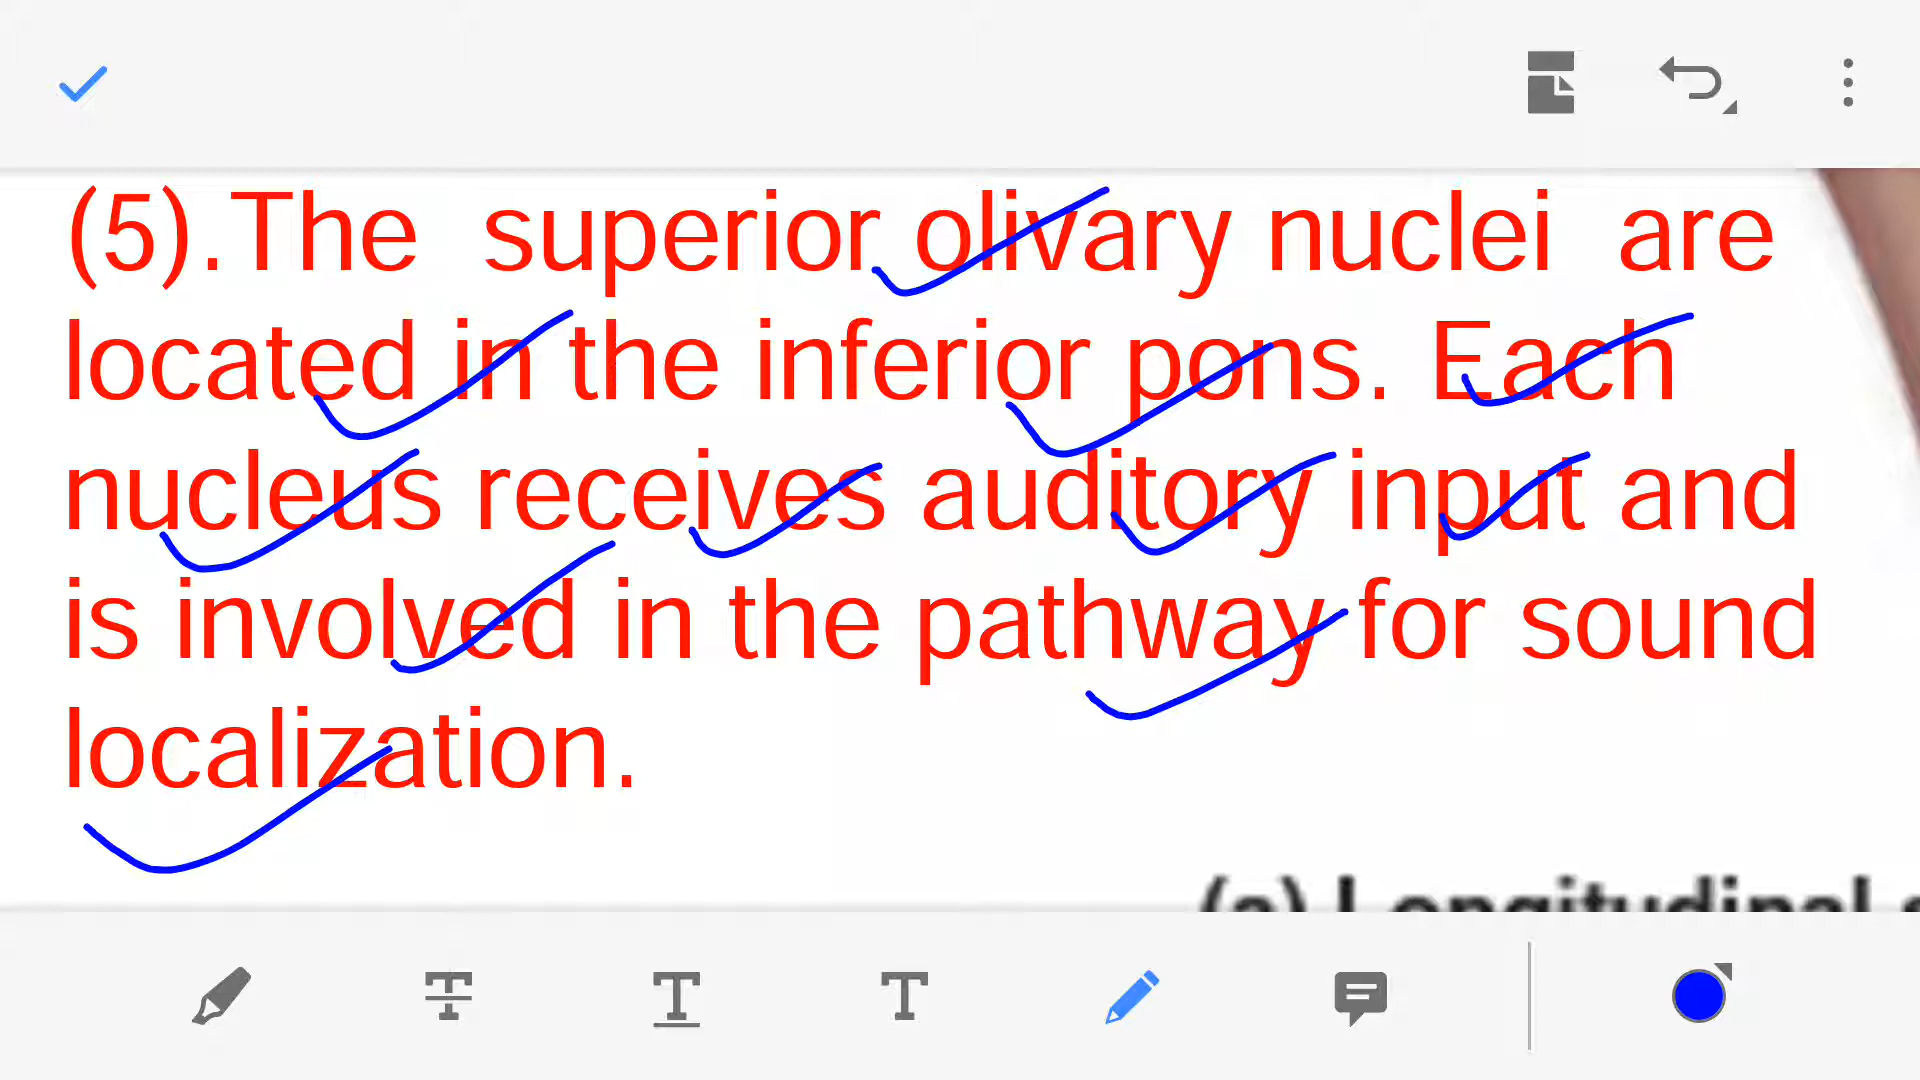 (5).The superior olivary nuclei are
located in the inferior pons. Each
nucleus receives auditory input and
is involved in the pathway for sound
localization.
(a) Longitudinal